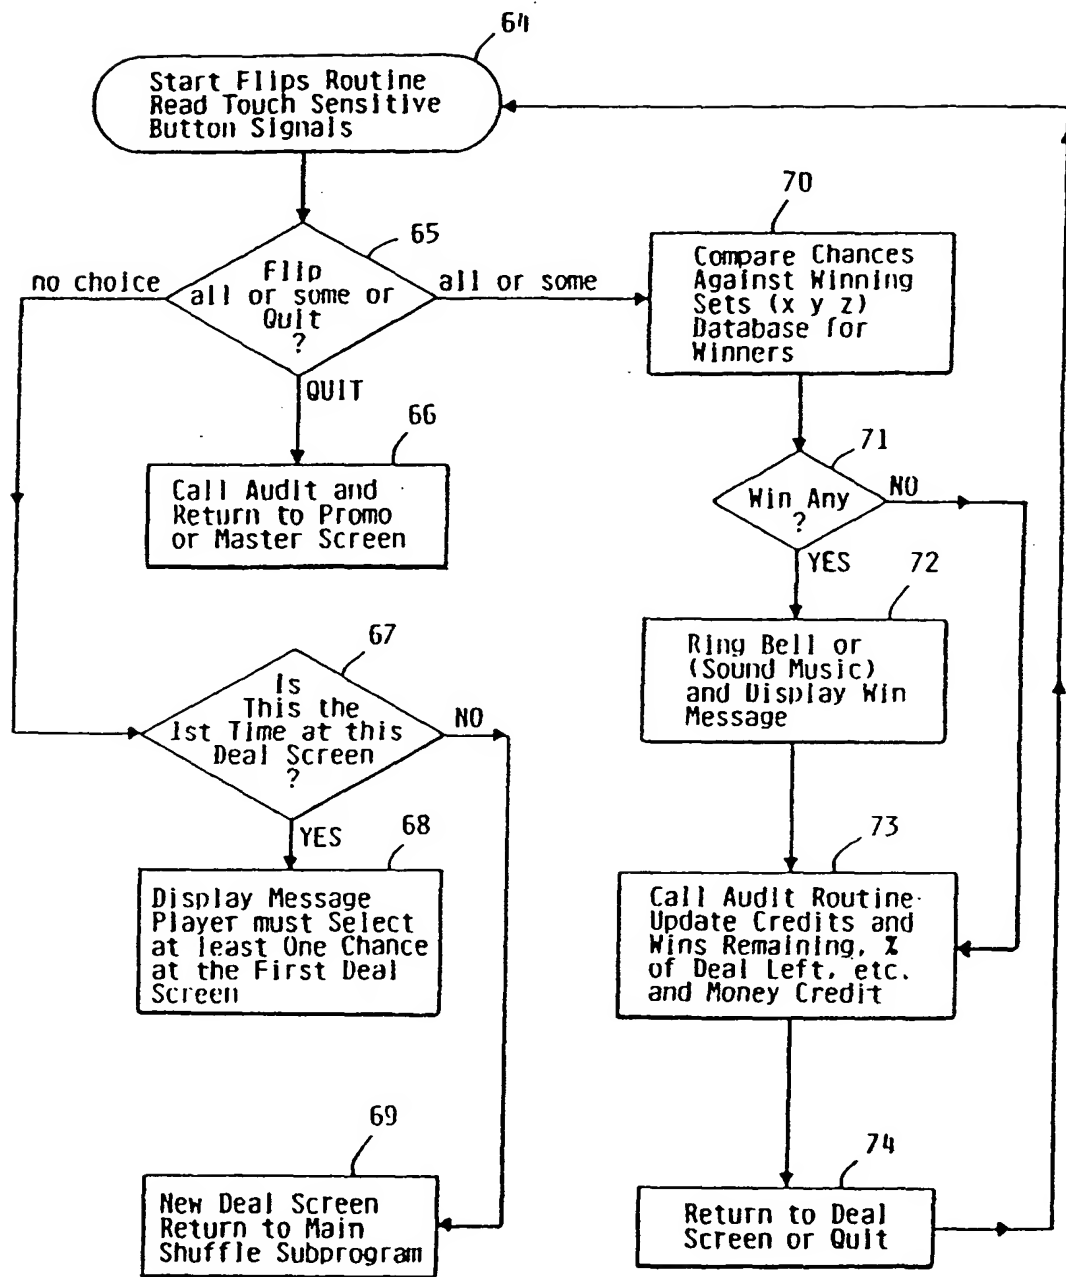 64
Start Flips Routine
Read Touch Sensitive
Button Signals
65
Flip
all or some or
Quit
?
no choice
all or some
QUIT
66
Call Audit and
Return to Promo
or Master Screen
67
Is
This the
1st Time at this
Deal Screen
?
NO
YES
68
Display Message
Player must Select
at least One Chance
at the First Deal
Screen
69
New Deal Screen
Return to Main
Shuffle Subprogram
70
Compare Chances
Against Winning
Sets (x y z)
Database for
Winners
71
Win Any
?
NO
YES
72
Ring Bell or
(Sound Music)
and Display Win
Message
73
Call Audit Routine
Update Credits and
Wins Remaining, %
of Deal Left, etc.
and Money Credit
74
Return to Deal
Screen or Quit